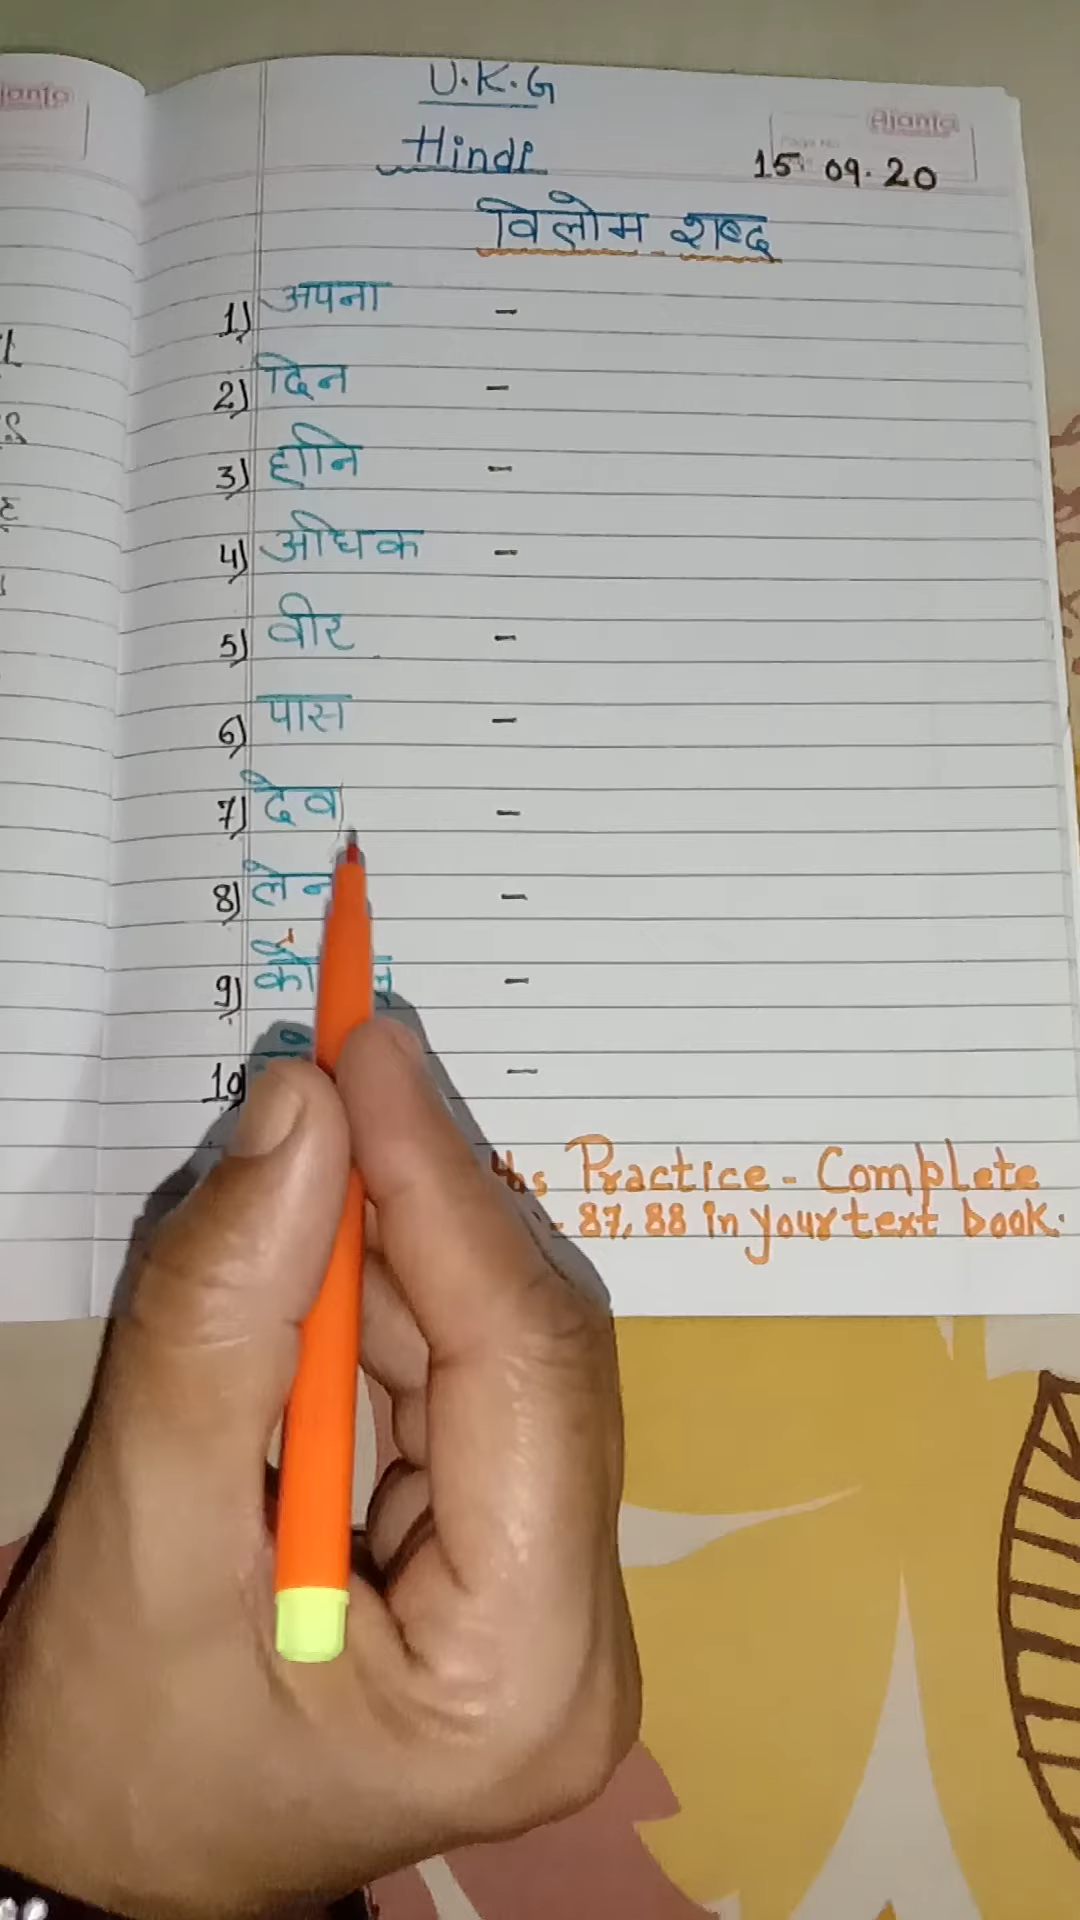 U.K.G
Hindi
Ajanta
15 09.20
विलोम शब्द
1) अपना -
2) दिन -
3) हानि -
4) अधिक -
5) वीर -
6) पास -
7) देव -
8) लेन -
9) -
10) -
Practice - Complete
- 87, 88 in your text book.